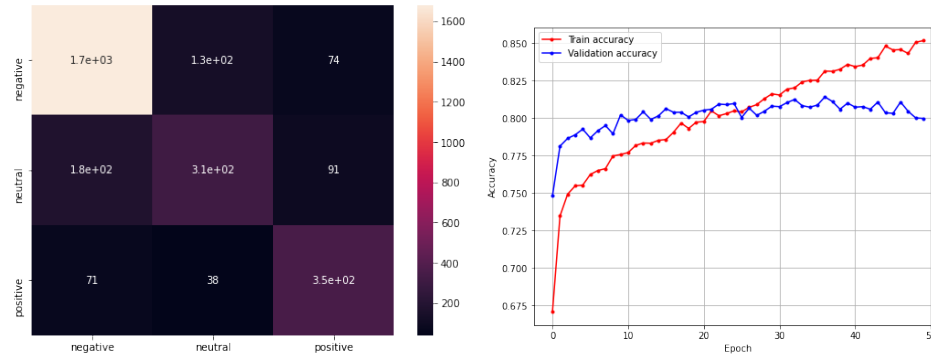 negative
neutral
positive
1.7e+03 1.3e+02 74
1.8e+02 3.1e+02 91
71 38 3.5e+02
negative neutral positive
1600
1400
1200
1000
800
600
400
200
Train accuracy
Validation accuracy
Accuracy
0.850
0.825
0.800
0.775
0.750
0.725
0.700
0.675
0 10 20 30 40
Epoch